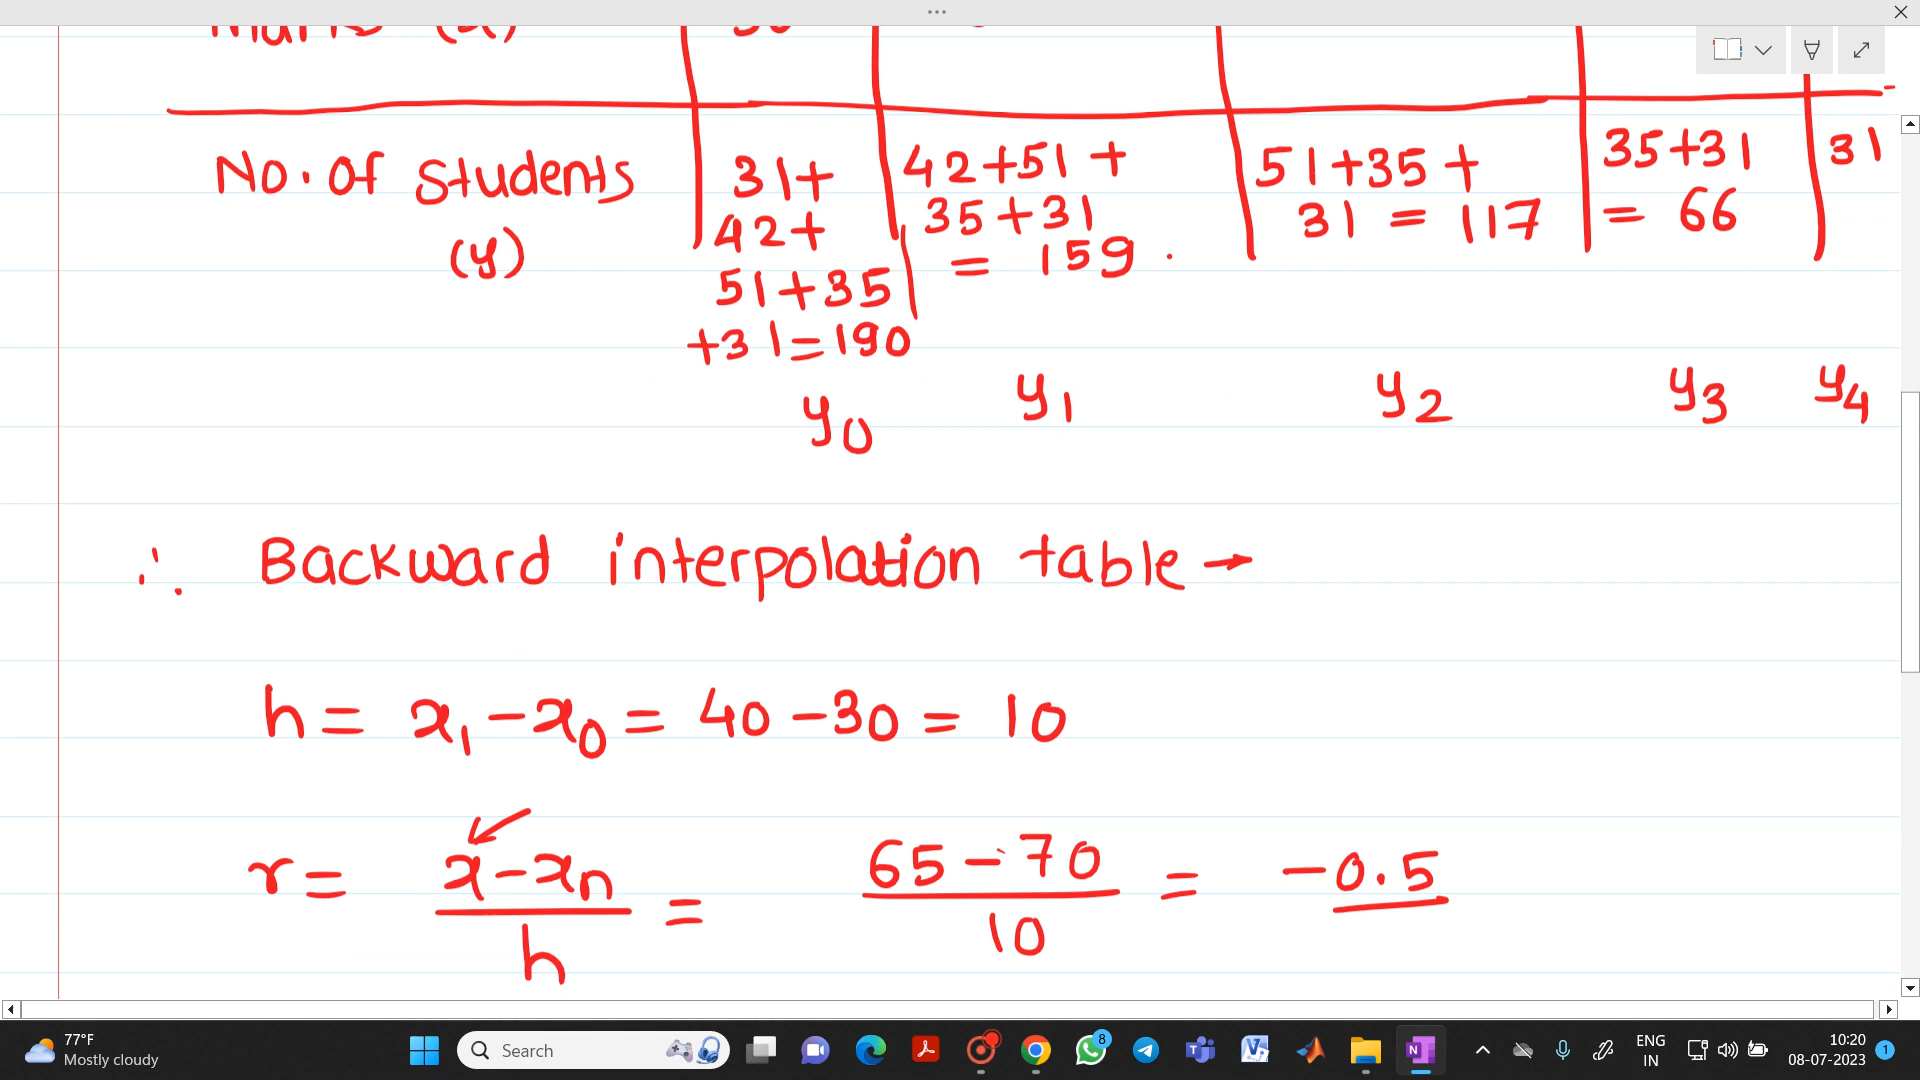 No. of students (y)
31+
42+
51+35
+31=190
42+51+
35+31
= 159.
51+35+
31 = 117
35+31
= 66
31
y0 y1 y2 y3 y4
∴ Backward interpolation table →
h = x1 - x0 = 40 - 30 = 10
r = x - xn / h = 65 - 70 / 10 = -0.5
77°F
Mostly cloudy
Search
8
ENG
IN
10:20
08-07-2023
1